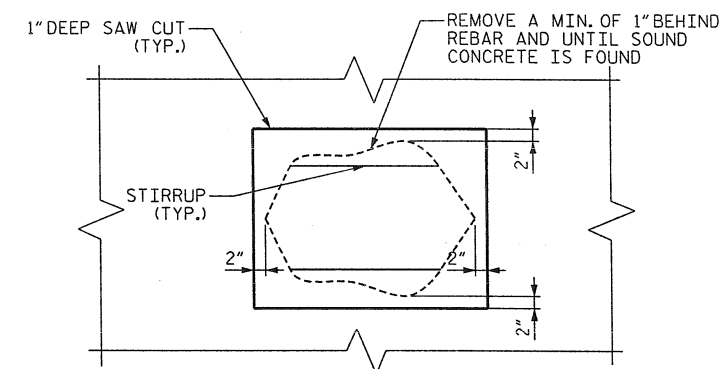 1" DEEP SAW CUT
(TYP.)
REMOVE A MIN. OF 1" BEHIND
REBAR AND UNTIL SOUND
CONCRETE IS FOUND
2"
STIRRUP
(TYP.)
2"
2"
2"